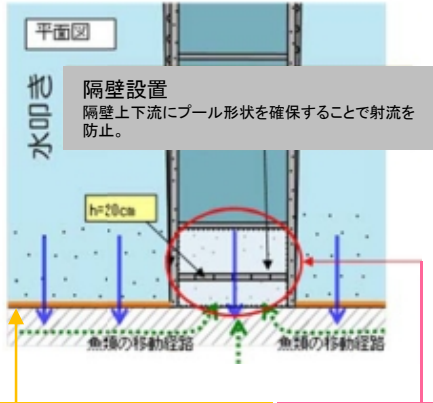 平面図
水叩き
隔壁設置
隔壁上下流にプール形状を確保することで射流を
防止。
h=20cm
魚類の移動経路
魚類の移動経路